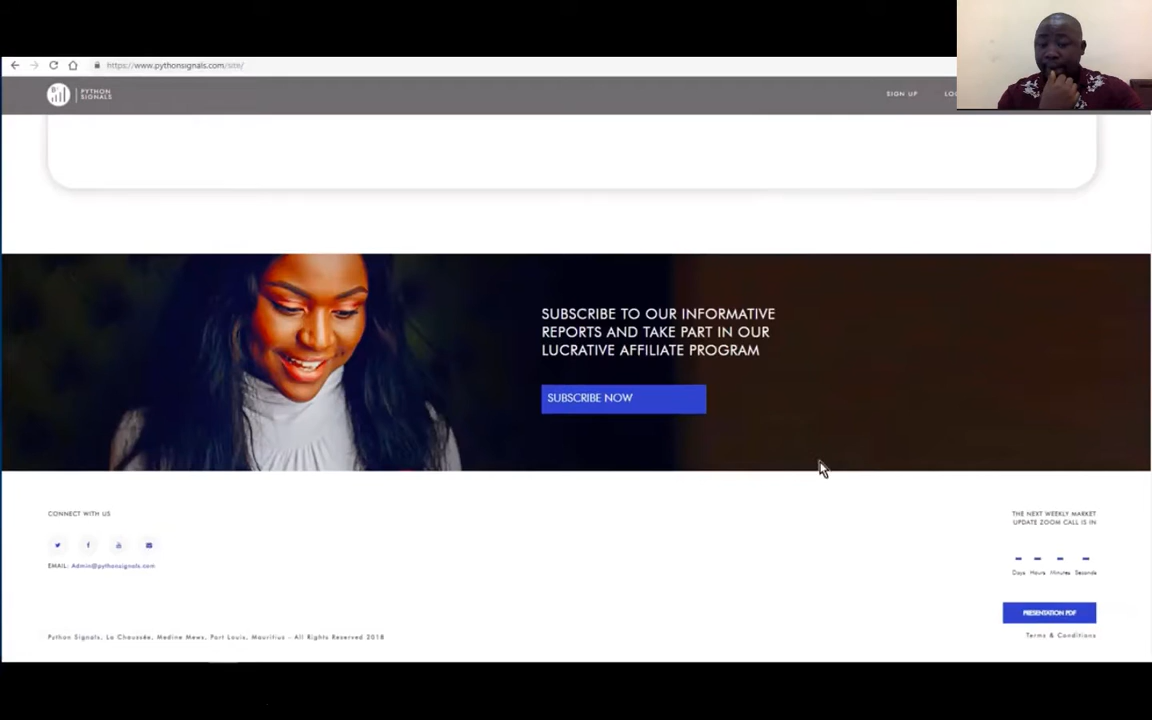 https://www.pythonsignals.com/site/
PYTHON
SIGNALS
SIGN UP
SUBSCRIBE TO OUR INFORMATIVE
REPORTS AND TAKE PART IN OUR
LUCRATIVE AFFILIATE PROGRAM
SUBSCRIBE NOW
CONNECT WITH US
EMAIL: Admin@pythonsignals.com
THE NEXT WEEKLY MARKET
UPDATE ZOOM CALL IS IN
Days Hours Minutes Seconds
PRESENTATION PDF
Terms & Conditions
Python Signals, La Chaussée, Medine Mews, Port Louis, Mauritius - All Rights Reserved 2018